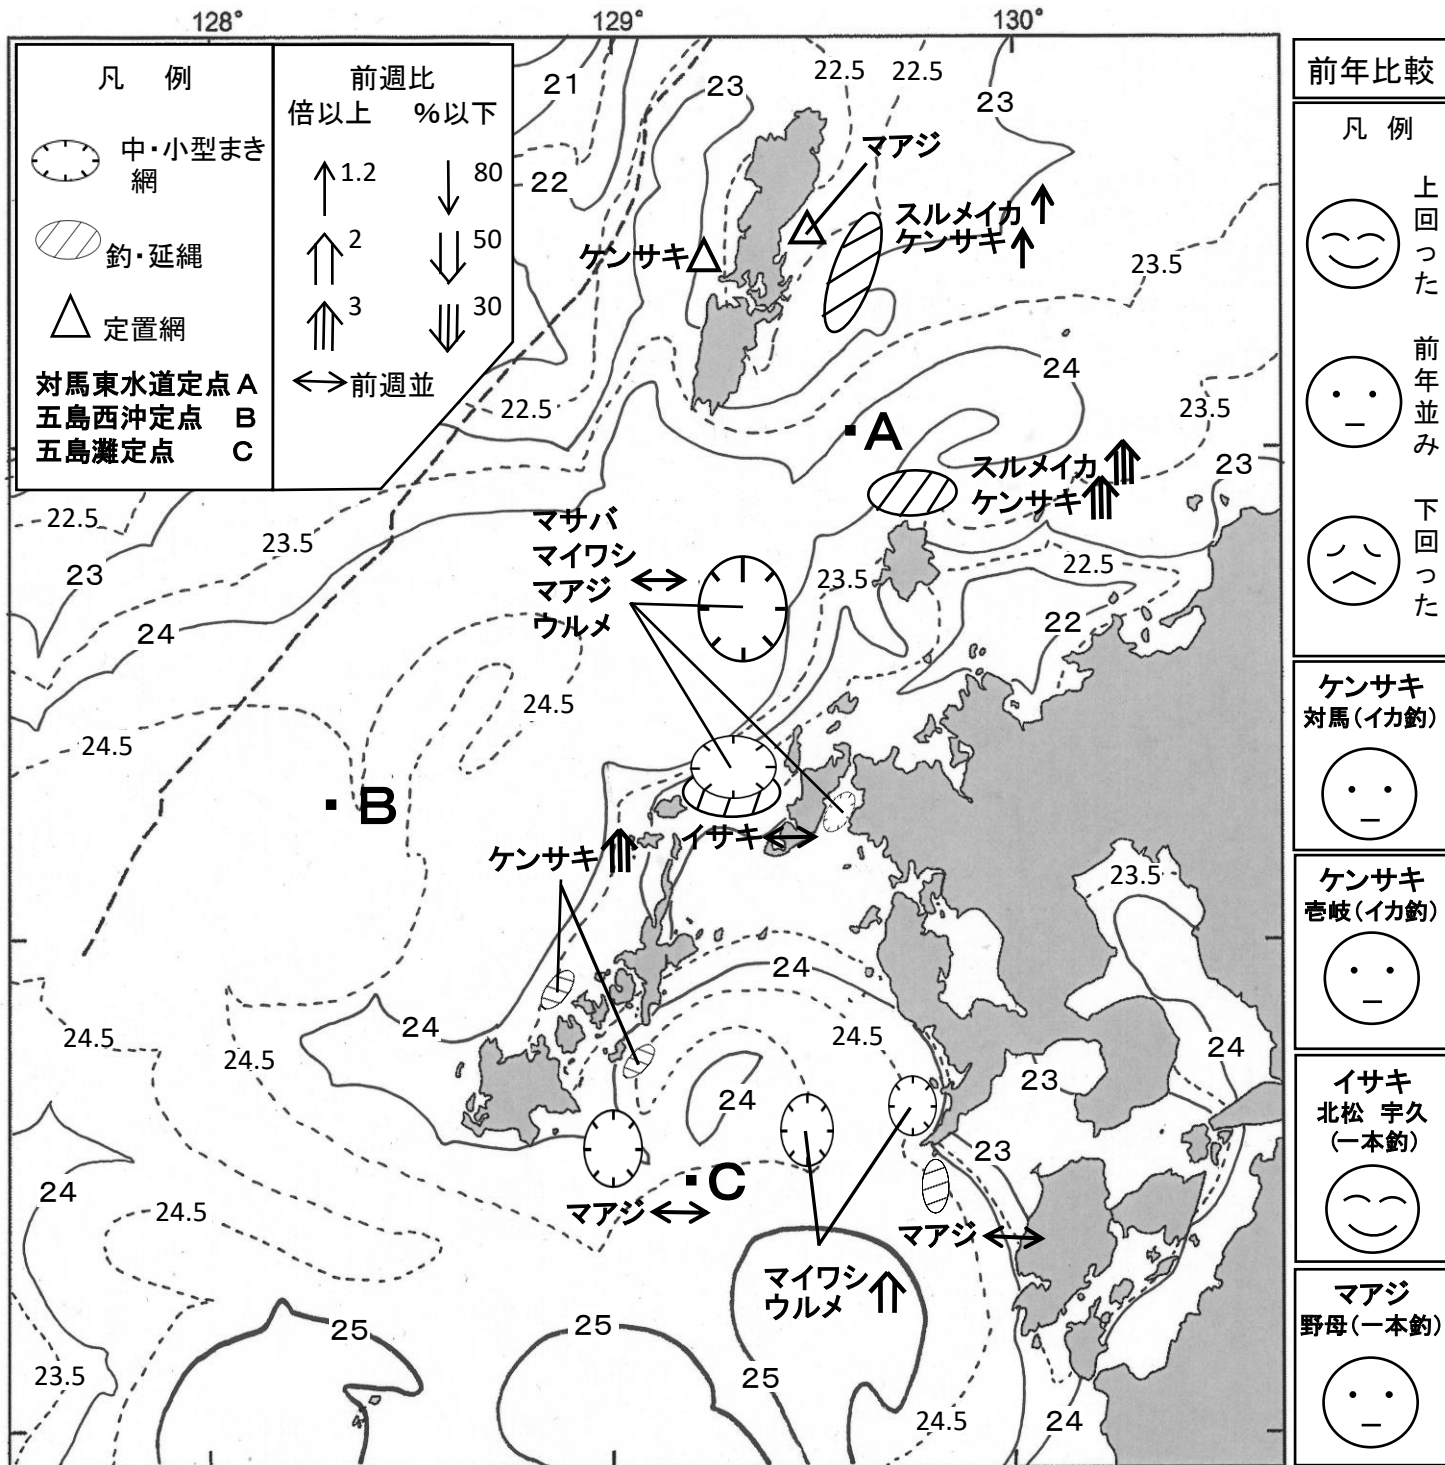 128°
129°
130°
凡 例
中・小型まき
網
釣・延縄
定置網
対馬東水道定点 A
五島西沖定点 B
五島灘定点 C
前週比
倍以上 %以下
1.2 80
2 50
3 30
前週並
前年比較
凡 例
上回った
前年並み
下回った
ケンサキ
対馬(イカ釣)
ケンサキ
壱岐(イカ釣)
イサキ
北松 宇久
(一本釣)
マアジ
野母(一本釣)
21
22
23
22.5
22.5
23
マアジ
スルメイカ
ケンサキ
ケンサキ
23.5
22.5
24
23.5
A
スルメイカ
ケンサキ
23
22.5
23.5
23
マサバ
マイワシ
マアジ
ウルメ
23.5
22.5
22
24
24.5
24.5
B
イサキ
ケンサキ
23.5
24
24
24.5
24.5
24.5
24
23
24
23
C
24
24.5
マアジ
マアジ
マイワシ
ウルメ
25
25
25
23.5
24.5
24